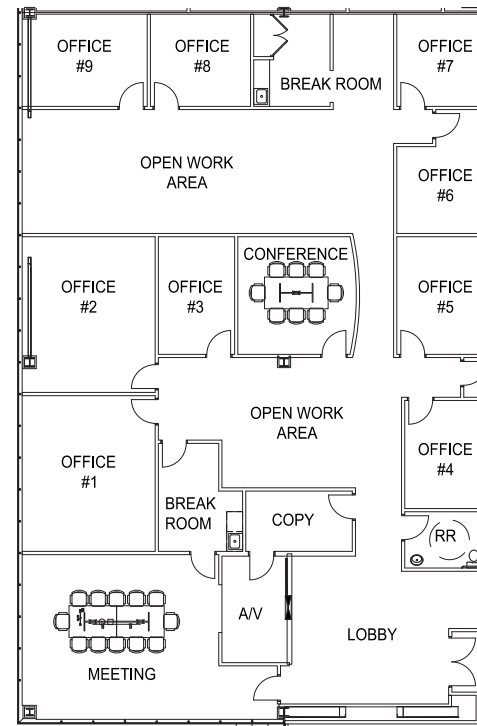 OFFICE
#9
OFFICE
#8
BREAK ROOM
OFFICE
#7
OPEN WORK
AREA
OFFICE
#6
CONFERENCE
OFFICE
#2
OFFICE
#3
OFFICE
#5
OPEN WORK
AREA
OFFICE
#1
OFFICE
#4
BREAK
ROOM
COPY
RR
A/V
LOBBY
MEETING